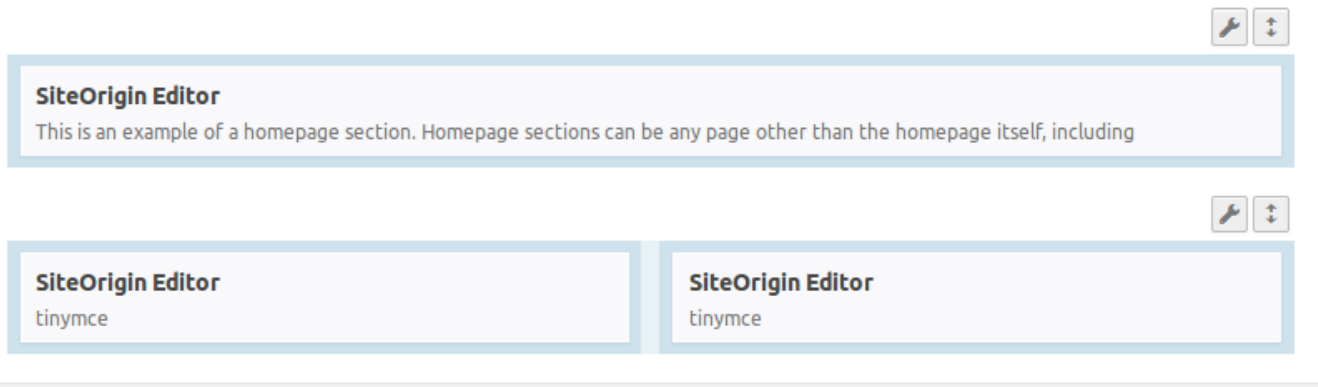 SiteOrigin Editor
This is an example of a homepage section. Homepage sections can be any page other than the homepage itself, including
SiteOrigin Editor
tinymce
SiteOrigin Editor
tinymce